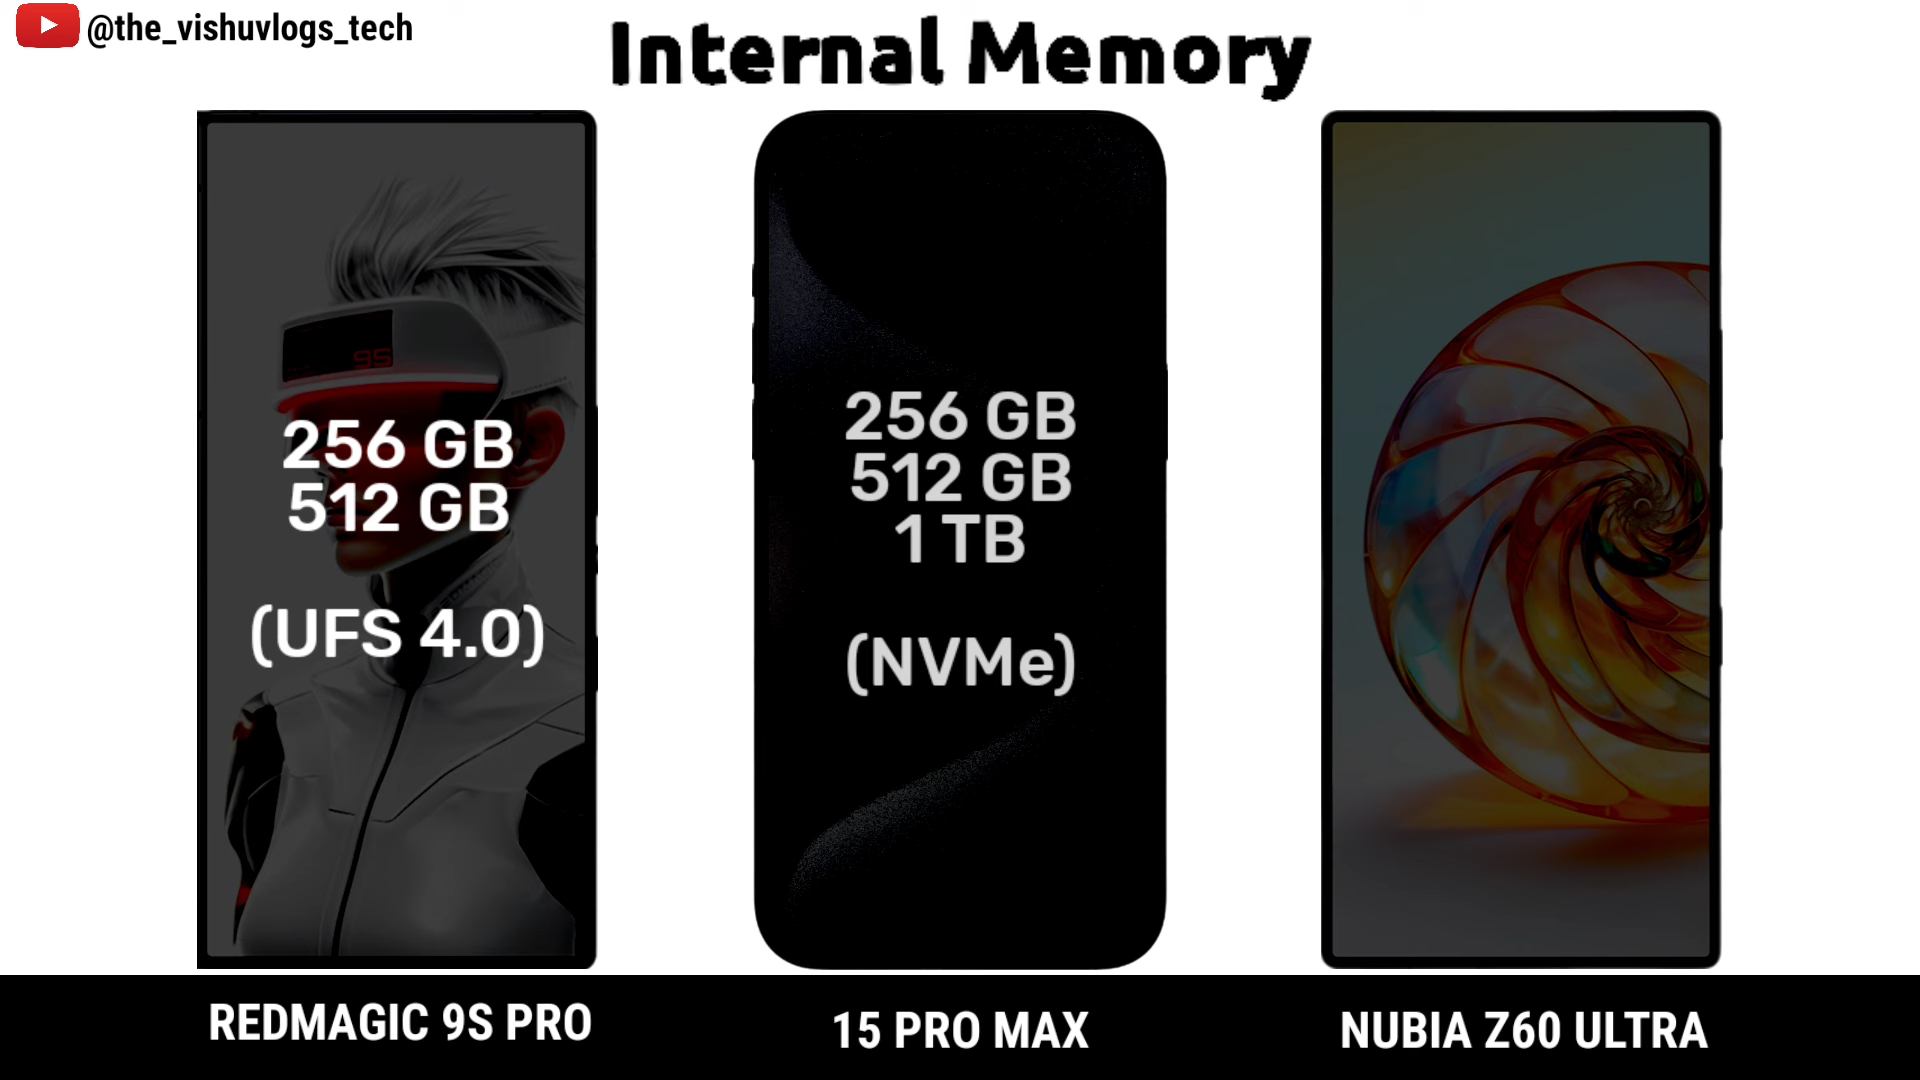 @the_vishuvlogs_tech
Internal Memory
9S
256 GB
512 GB
(UFS 4.0)
256 GB
512 GB
1 TB
(NVMe)
REDMAGIC 9S PRO
15 PRO MAX
NUBIA Z60 ULTRA